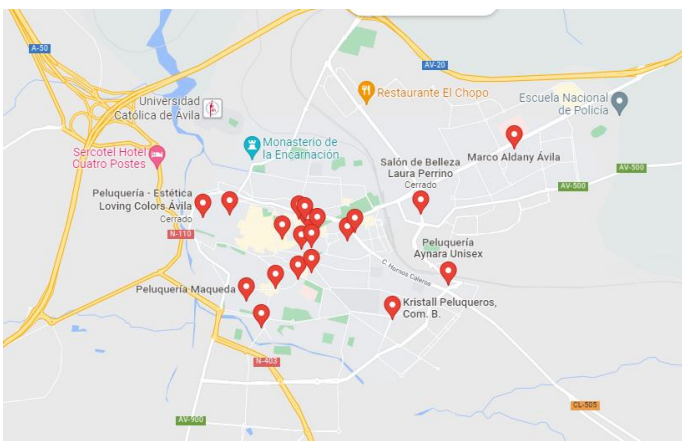 A-50
AV-20
Restaurante El Chopo
Universidad
Católica de Ávila
Escuela Nacional
de Policía
Monasterio de
la Encarnación
Sercotel Hotel
Cuatro Postes
Marco Aldany Ávila
Salón de Belleza
Laura Perrino
Cerrado
AV-500
AV-500
Peluquería - Estética
Loving Colors Ávila
Cerrado
N-110
Peluquería
Aynara Unisex
C. Hornos Caleros
Peluquería Maqueda
Kristall Peluqueros,
Com. B.
N-403
CL-505
AV-900